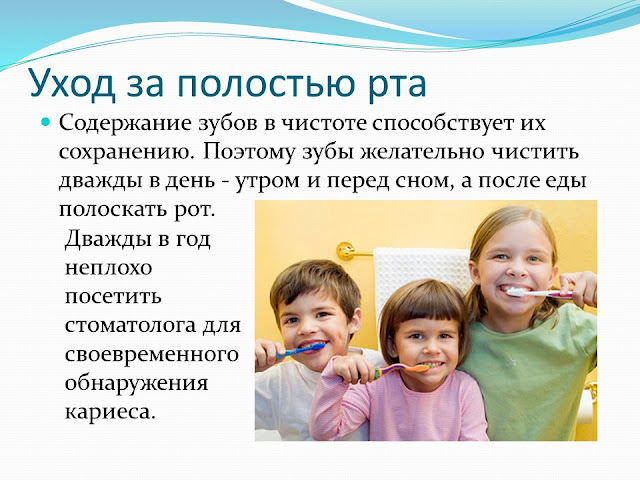 Уход за полостью рта
Содержание зубов в чистоте способствует их
сохранению. Поэтому зубы желательно чистить
дважды в день - утром и перед сном, а после еды
полоскать рот.
Дважды в год
неплохо
посетить
стоматолога для
своевременного
обнаружения
кариеса.